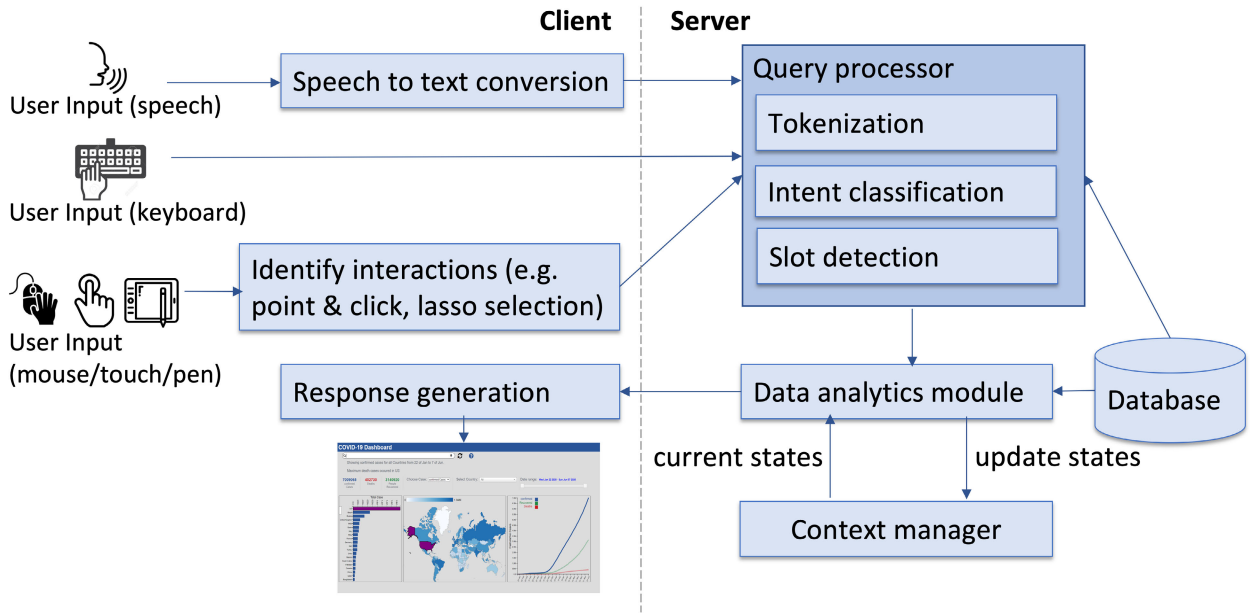 Client
Server
User Input (speech)
Speech to text conversion
Query processor
Tokenization
Intent classification
Slot detection
User Input (keyboard)
Identify interactions (e.g.
point & click, lasso selection)
User Input
(mouse/touch/pen)
Response generation
Data analytics module
Database
current states
update states
Context manager
COVID-19 Dashboard